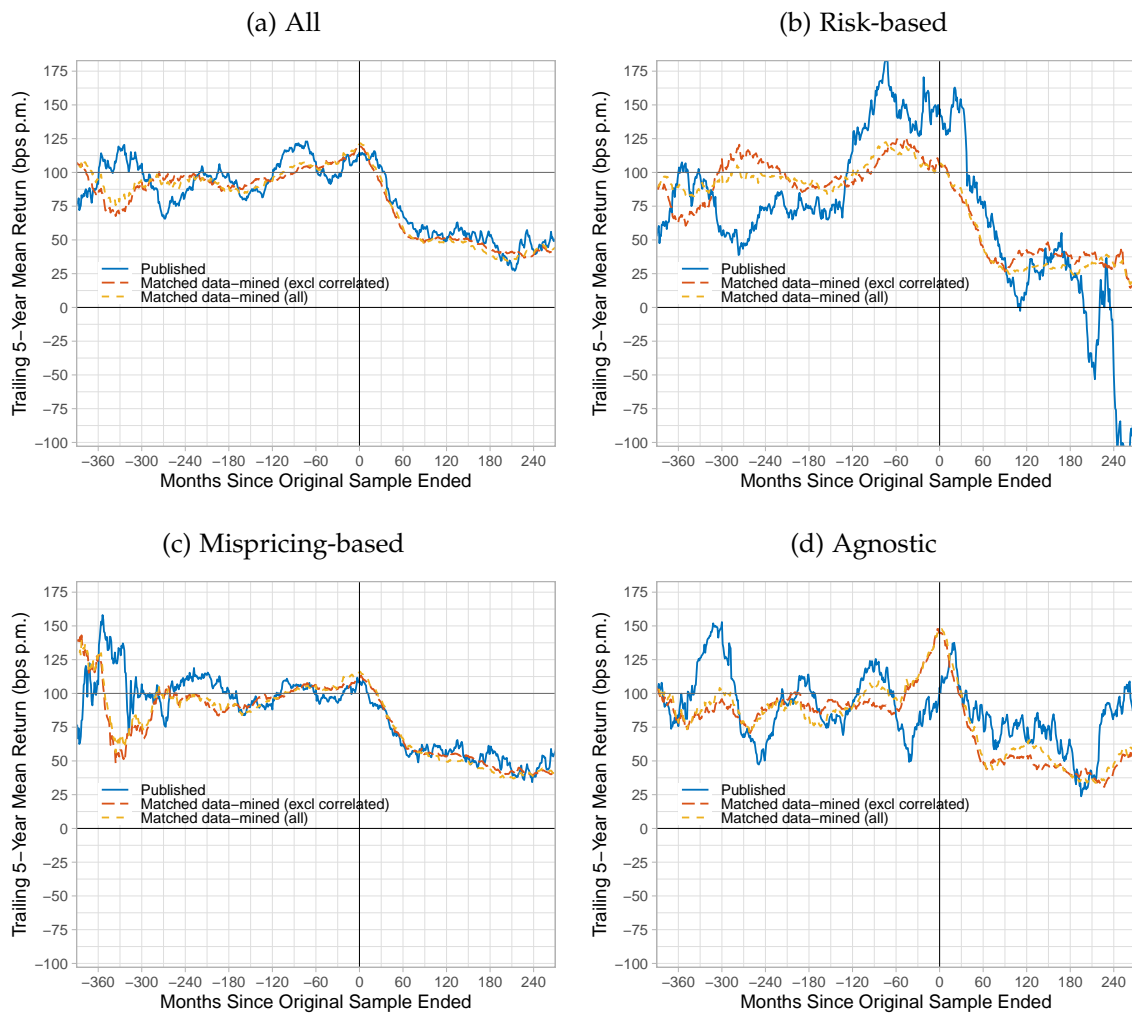 (a) All
175
150
125
100
75
50
25
0
−25
−50
−75
−100
Trailing 5−Year Mean Return (bps p.m.)
Published
Matched data−mined (excl correlated)
Matched data−mined (all)
−360 −300 −240 −180 −120 −60 0 60 120 180 240
Months Since Original Sample Ended
(b) Risk-based
175
150
125
100
75
50
25
0
−25
−50
−75
−100
Trailing 5−Year Mean Return (bps p.m.)
Published
Matched data−mined (excl correlated)
Matched data−mined (all)
−360 −300 −240 −180 −120 −60 0 60 120 180 240
Months Since Original Sample Ended
(c) Mispricing-based
175
150
125
100
75
50
25
0
−25
−50
−75
−100
Trailing 5−Year Mean Return (bps p.m.)
Published
Matched data−mined (excl correlated)
Matched data−mined (all)
−360 −300 −240 −180 −120 −60 0 60 120 180 240
Months Since Original Sample Ended
(d) Agnostic
175
150
125
100
75
50
25
0
−25
−50
−75
−100
Trailing 5−Year Mean Return (bps p.m.)
Published
Matched data−mined (excl correlated)
Matched data−mined (all)
−360 −300 −240 −180 −120 −60 0 60 120 180 240
Months Since Original Sample Ended